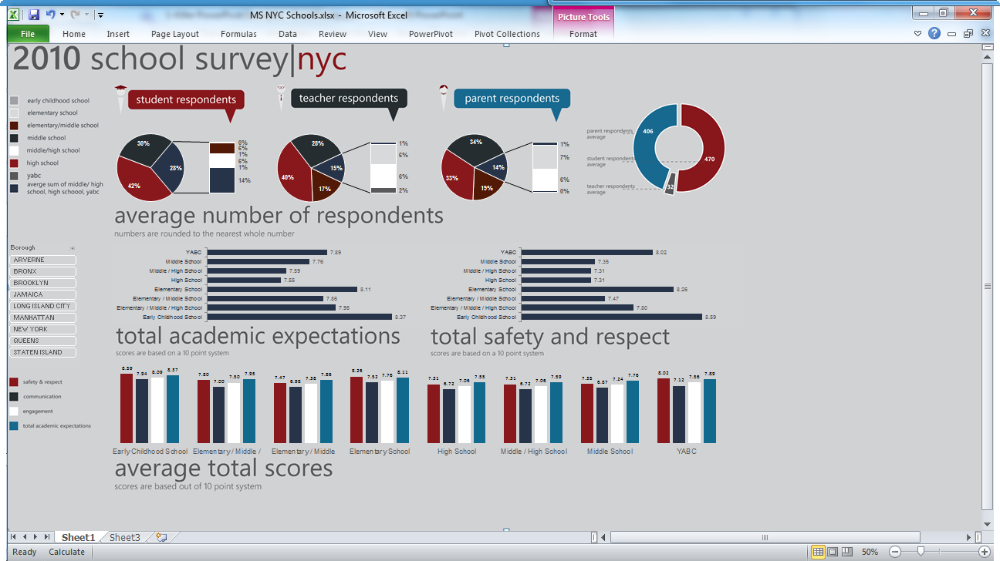 MS NYC Schools.xlsx - Microsoft Excel
Picture Tools
File Home Insert Page Layout Formulas Data Review View PowerPivot Pivot Collections Format
2010 school survey|nyc
student respondents
teacher respondents
parent respondents
early childhood school
elementary school
elementary/middle school
middle school
middle/high school
high school
yabc
averge sum of middle/ high
school, high schoool, yabc
30%
28%
42%
0%
6%
1%
6%
1%
14%
28%
15%
40%
17%
1%
6%
6%
2%
34%
14%
33%
19%
1%
7%
6%
0%
parent respondents
average
student respondents
average
teacher respondents
average
406
470
32
average number of respondents
numbers are rounded to the nearest whole number
Borough
ARVERNE
BRONX
BROOKLYN
JAMAICA
LONG ISLAND CITY
MANHATTAN
NEW YORK
QUEENS
STATEN ISLAND
YABC 7.89
Middle School 7.76
Middle / High School 7.59
High School 7.55
Elementary School 8.11
Elementary / Middle School 7.86
Elementary / Middle / High School 7.95
Early Childhood School 8.37
total academic expectations
scores are based on a 10 point system
YABC 8.02
Middle School 7.35
Middle / High School 7.31
High School 7.31
Elementary School 8.26
Elementary / Middle School 7.47
Elementary / Middle / High School 7.80
Early Childhood School 8.59
total safety and respect
scores are based on a 10 point system
safety & respect
communication
engagement
total academic expectations
8.59 7.94 8.09 8.37
7.80 7.00 7.50 7.95
7.47 6.98 7.38 7.86
8.26 7.52 7.76 8.11
7.31 6.72 7.06 7.55
7.31 6.72 7.06 7.59
7.35 6.87 7.24 7.76
8.02 7.12 7.56 7.89
Early Childhood School Elementary / Middle / Elementary / Middle Elementary School High School Middle / High School Middle School YABC
average total scores
scores are based out of 10 point system
Sheet1 Sheet3
Ready Calculate 50%